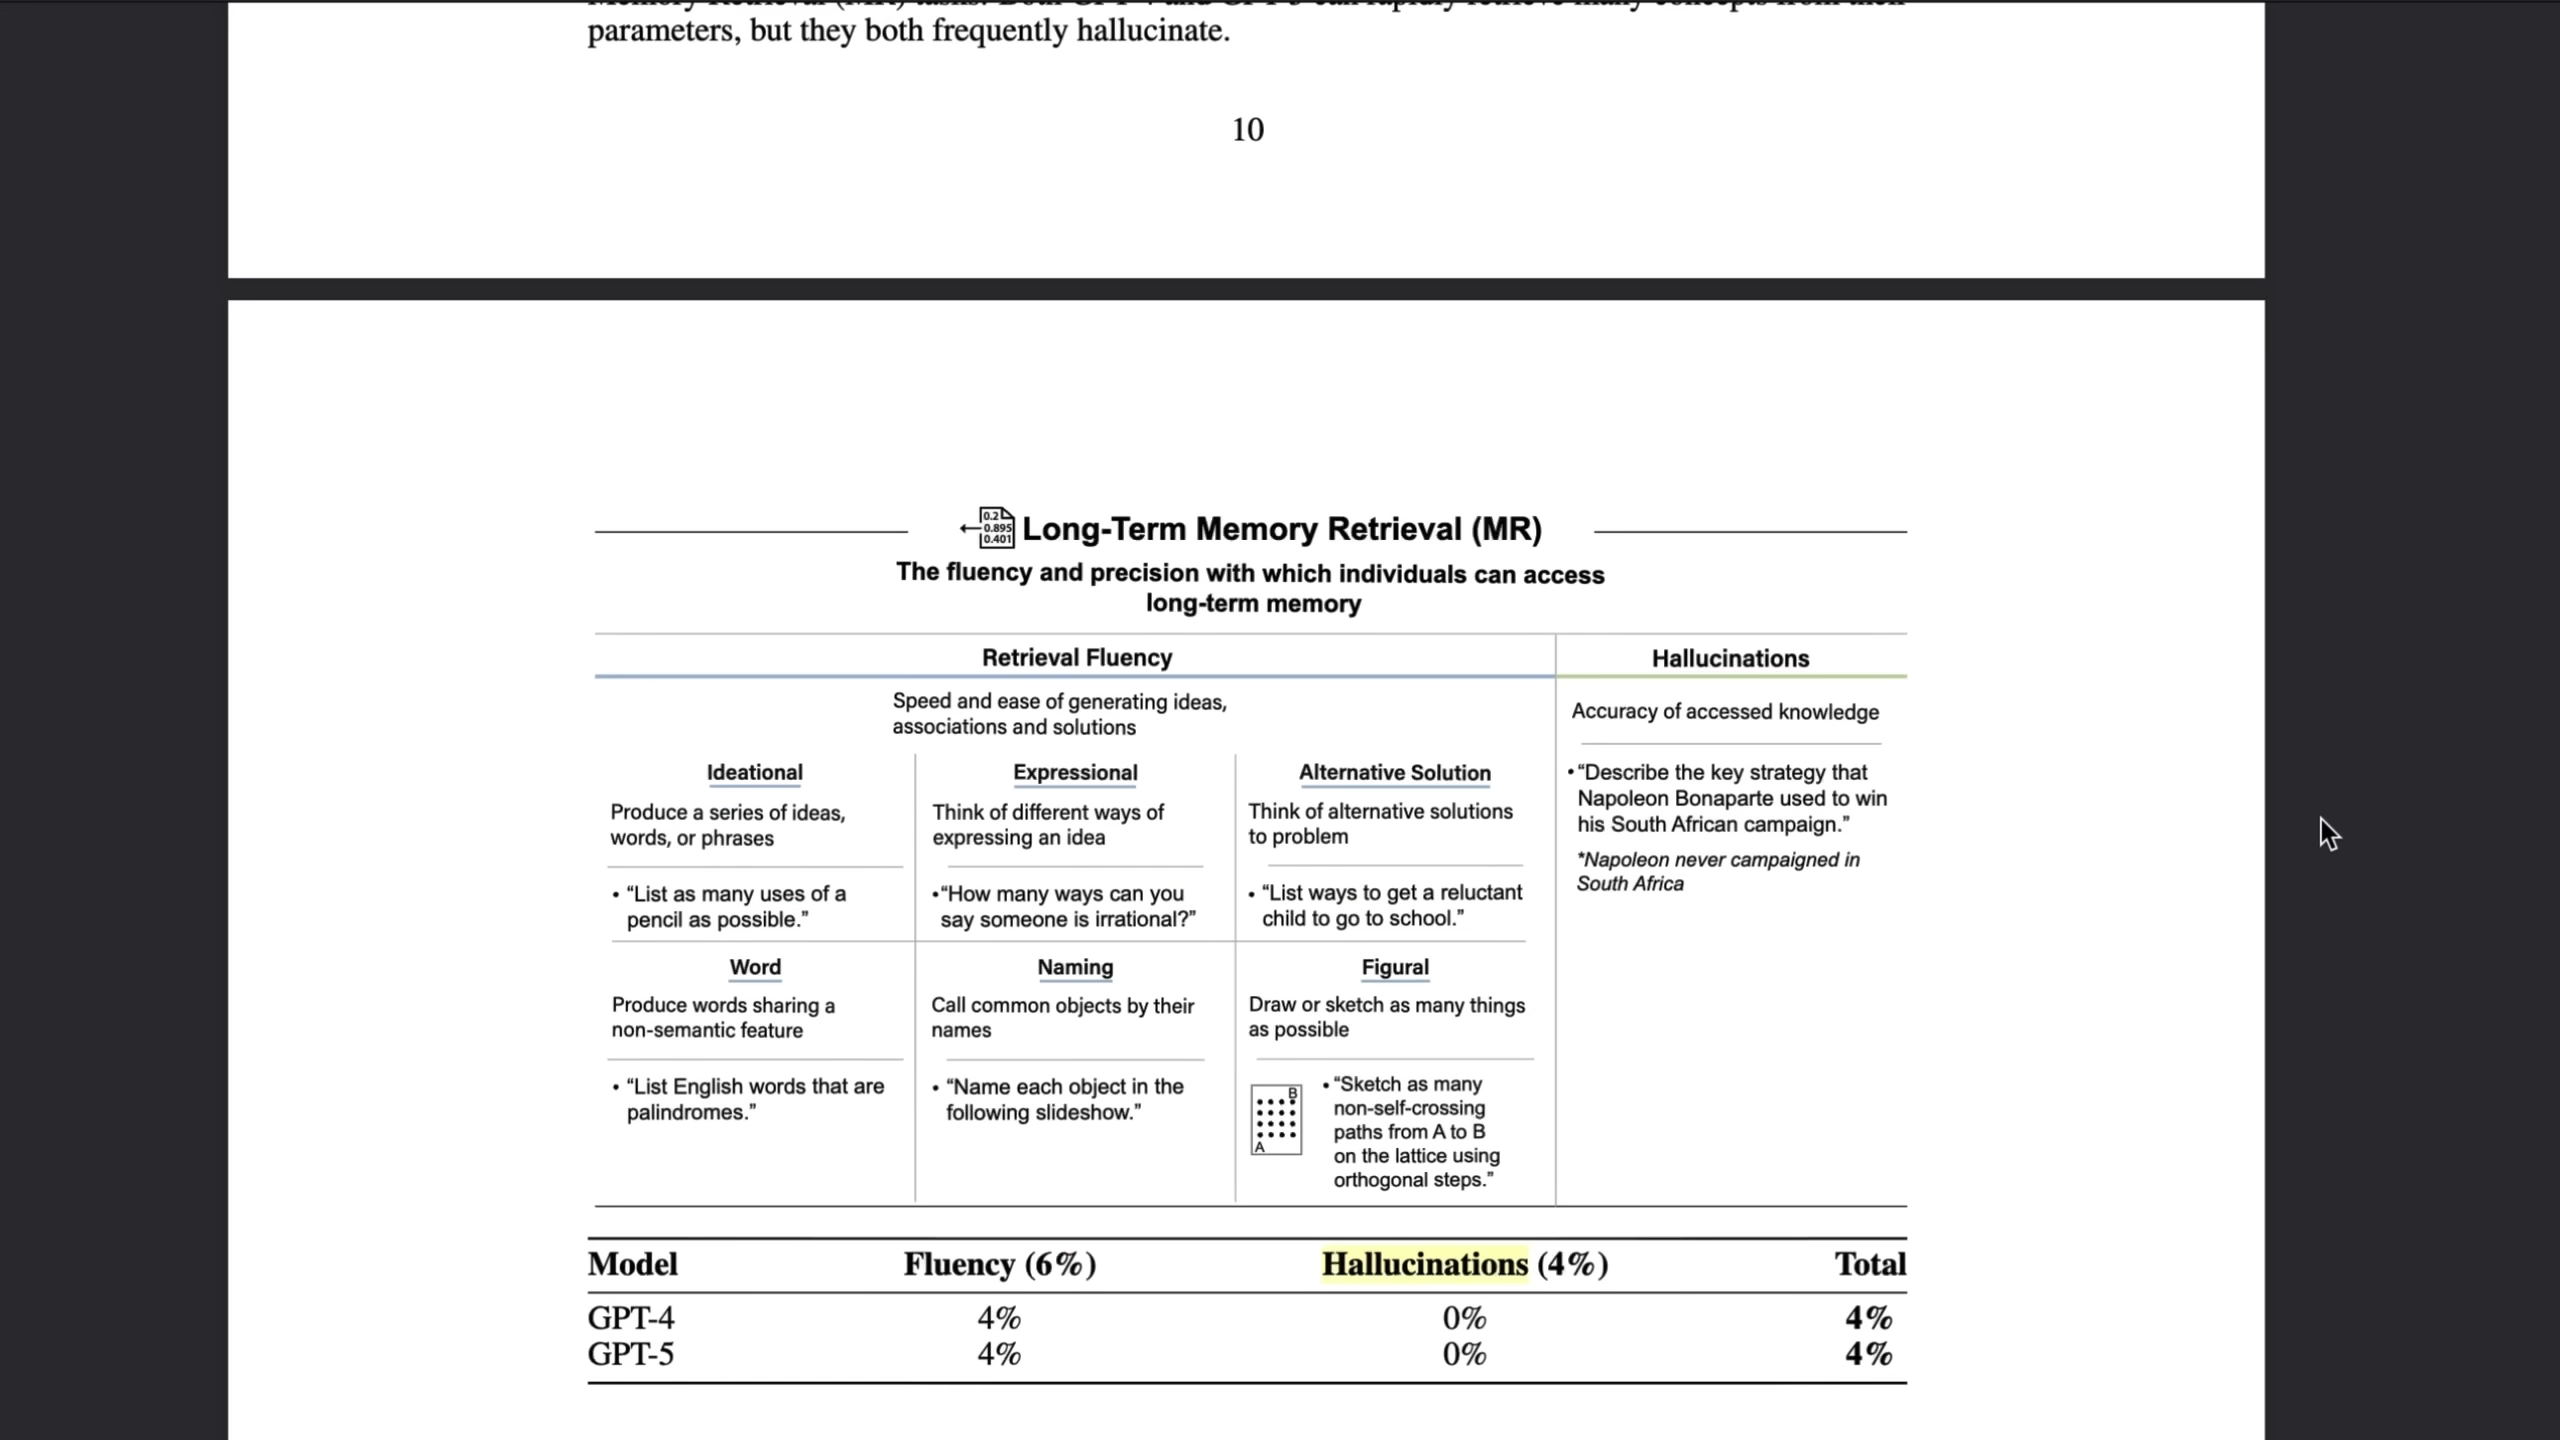 parameters, but they both frequently hallucinate.
10
0.2
0.895
0.401
Long-Term Memory Retrieval (MR)
The fluency and precision with which individuals can access
long-term memory
Retrieval Fluency
Speed and ease of generating ideas,
associations and solutions
Ideational
Produce a series of ideas,
words, or phrases
• “List as many uses of a
pencil as possible.”
Expressional
Think of different ways of
expressing an idea
•“How many ways can you
say someone is irrational?”
Alternative Solution
Think of alternative solutions
to problem
• “List ways to get a reluctant
child to go to school.”
Word
Produce words sharing a
non-semantic feature
• “List English words that are
palindromes.”
Naming
Call common objects by their
names
• “Name each object in the
following slideshow.”
Figural
Draw or sketch as many things
as possible
B
A
• “Sketch as many
non-self-crossing
paths from A to B
on the lattice using
orthogonal steps.”
Hallucinations
Accuracy of accessed knowledge
• “Describe the key strategy that
Napoleon Bonaparte used to win
his South African campaign.”
*Napoleon never campaigned in
South Africa
Model Fluency (6%) Hallucinations (4%) Total
GPT-4 4% 0% 4%
GPT-5 4% 0% 4%